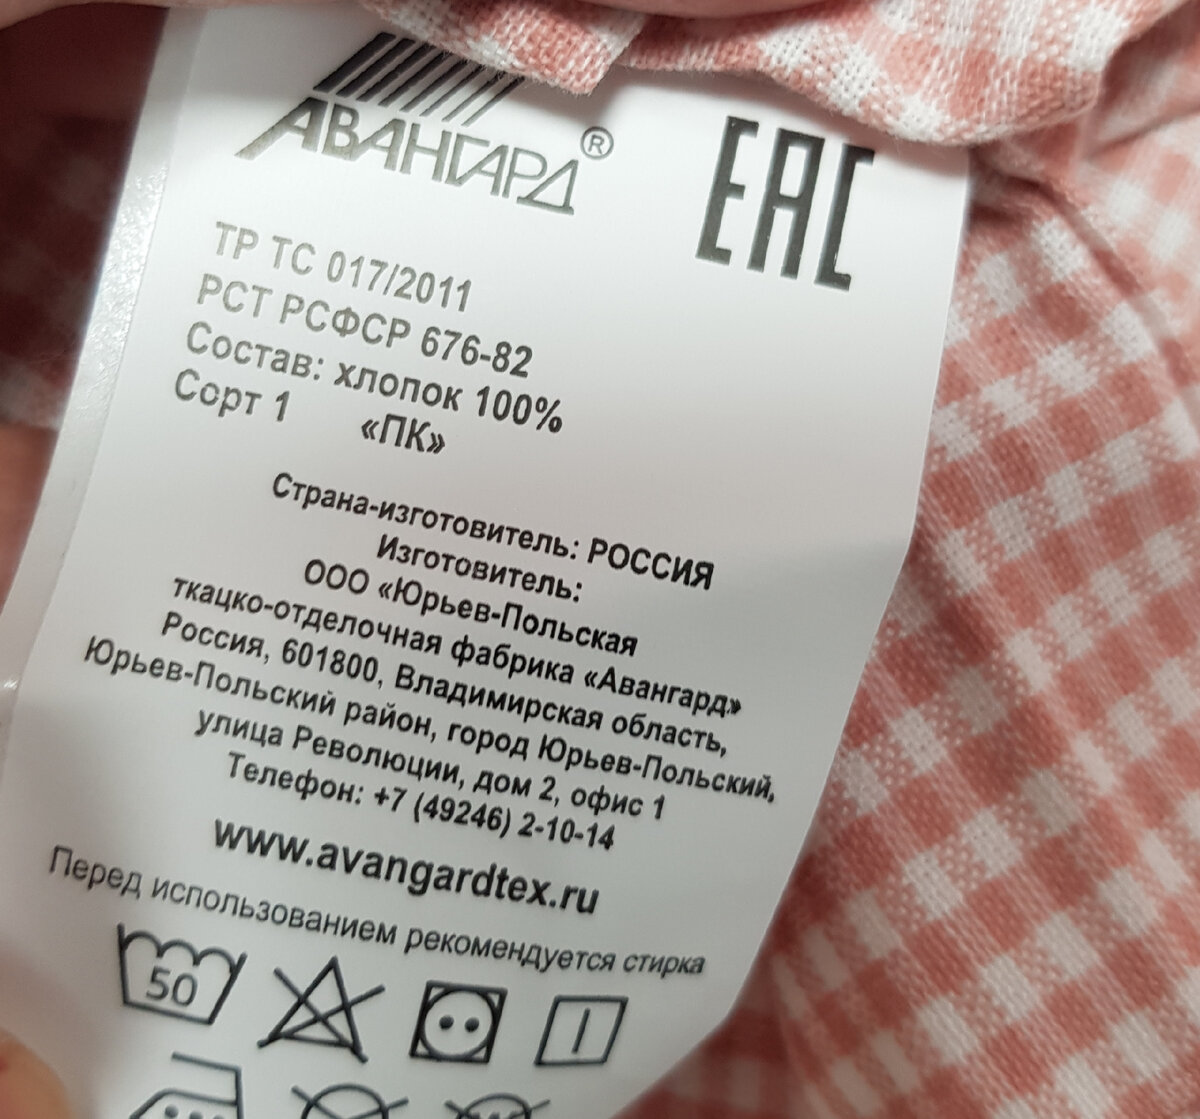 АВАНГАРД®
EAC
ТР ТС 017/2011
РСТ РСФСР 676-82
Состав: хлопок 100%
Сорт 1 «ПК»
Страна-изготовитель: РОССИЯ
Изготовитель:
ООО «Юрьев-Польская
ткацко-отделочная фабрика «Авангард»
Россия, 601800, Владимирская область,
Юрьев-Польский район, город Юрьев-Польский,
улица Революции, дом 2, офис 1
Телефон: +7 (49246) 2-10-14
www.avangardtex.ru
Перед использованием рекомендуется стирка
50